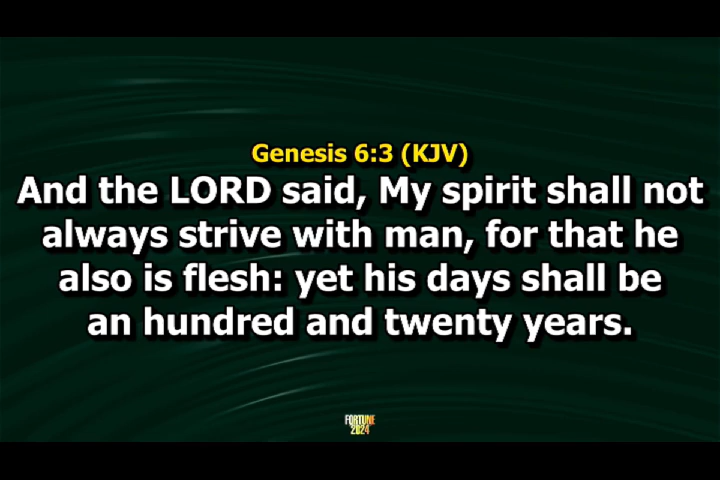 Genesis 6:3 (KJV)
And the LORD said, My spirit shall not
always strive with man, for that he
also is flesh: yet his days shall be
an hundred and twenty years.
FORTUNE
2024